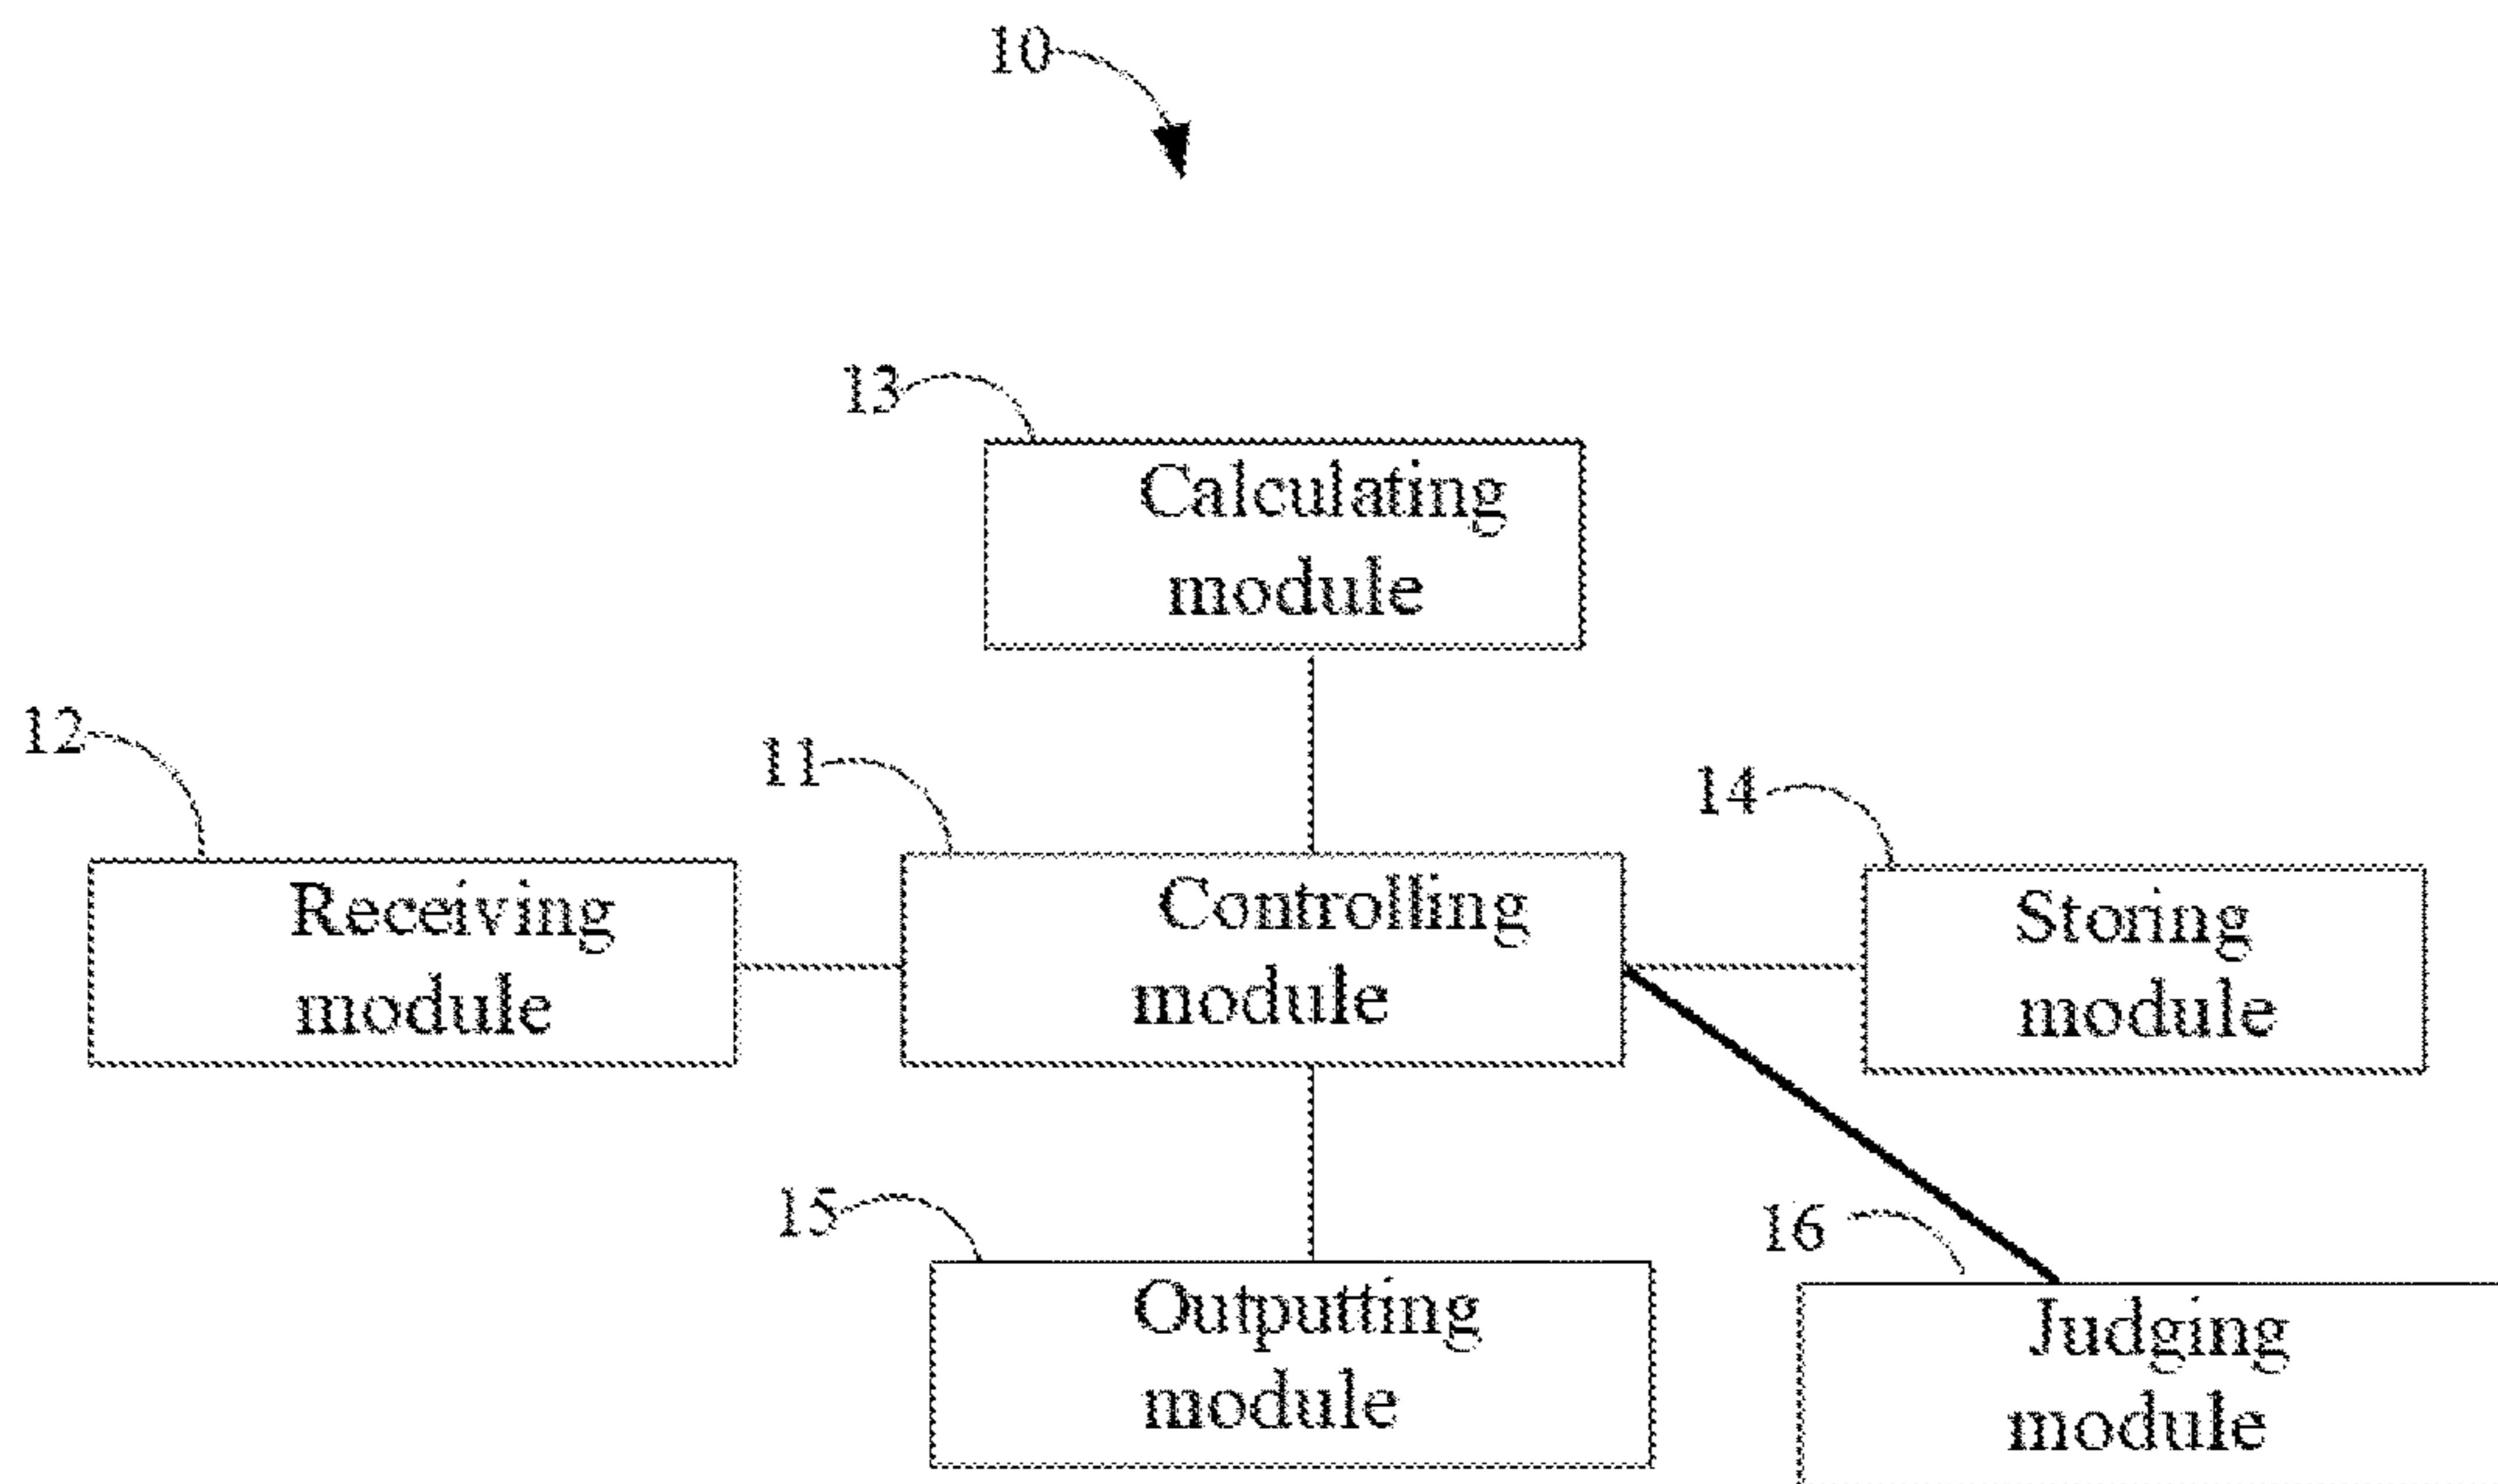 10
13
Calculating
module
12
11
14
Receiving
module
Controlling
module
Storing
module
15
16
Outputting
module
Judging
module